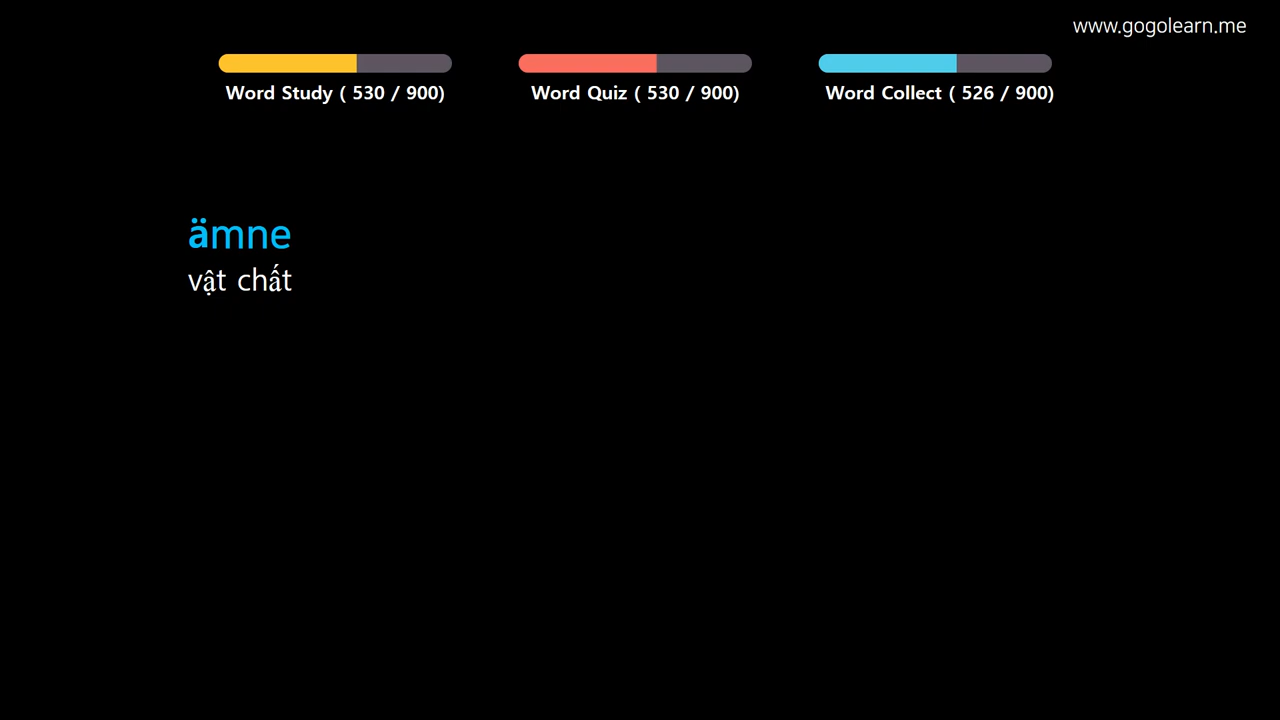 www.gogolearn.me
Word Study ( 530 / 900)
Word Quiz ( 530 / 900)
Word Collect ( 526 / 900)
ämne
vật chất